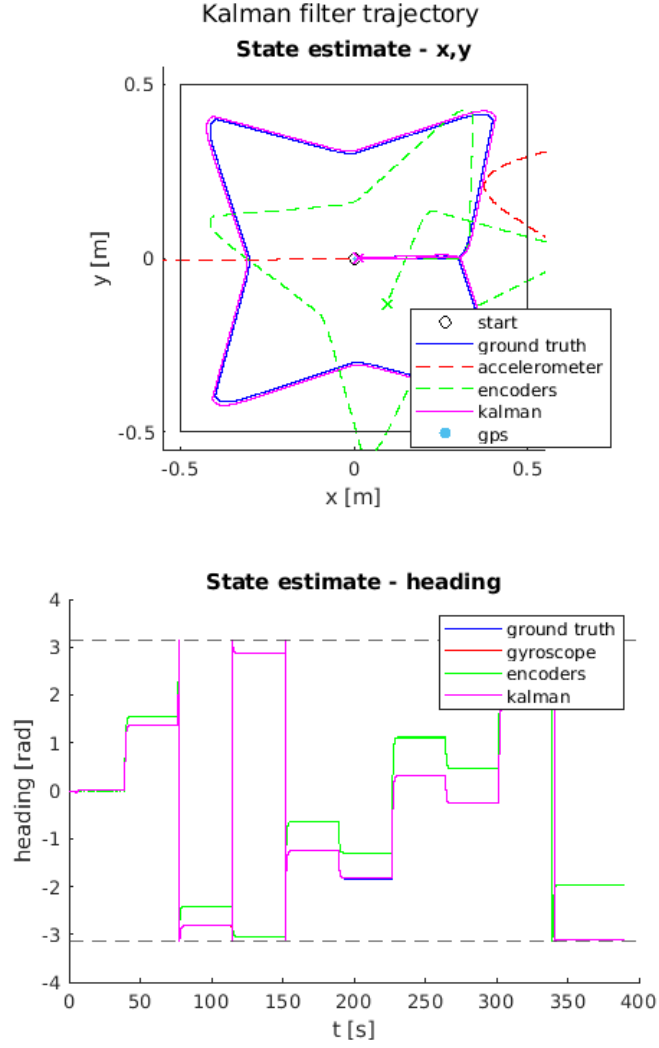 Kalman filter trajectory
State estimate - x,y
0.5
0
-0.5
y [m]
-0.5
0
0.5
x [m]
start
ground truth
accelerometer
encoders
kalman
gps
State estimate - heading
4
3
2
1
0
-1
-2
-3
-4
heading [rad]
ground truth
gyroscope
encoders
kalman
0
50
100
150
200
250
300
350
400
t [s]